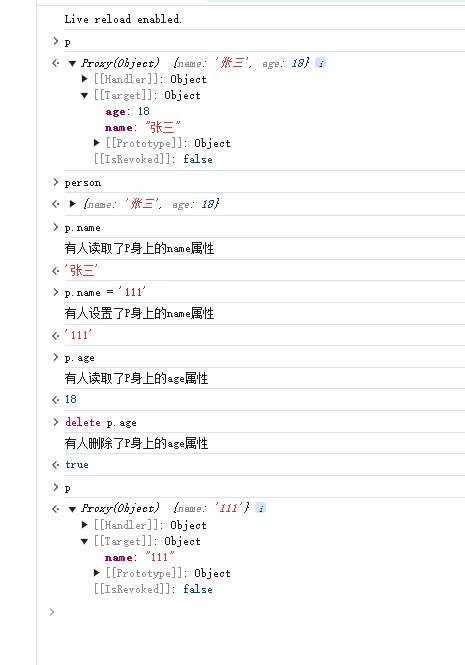 Live reload enabled.
p
Proxy(Object) {name: '张三', age: 18} i
[[Handler]]: Object
[[Target]]: Object
age: 18
name: "张三"
[[Prototype]]: Object
[[IsRevoked]]: false
person
{name: '张三', age: 18}
p.name
有人读取了P身上的name属性
'张三'
p.name = '111'
有人设置了P身上的name属性
'111'
p.age
有人读取了P身上的age属性
18
delete p.age
有人删除了P身上的age属性
true
p
Proxy(Object) {name: '111'} i
[[Handler]]: Object
[[Target]]: Object
name: "111"
[[Prototype]]: Object
[[IsRevoked]]: false